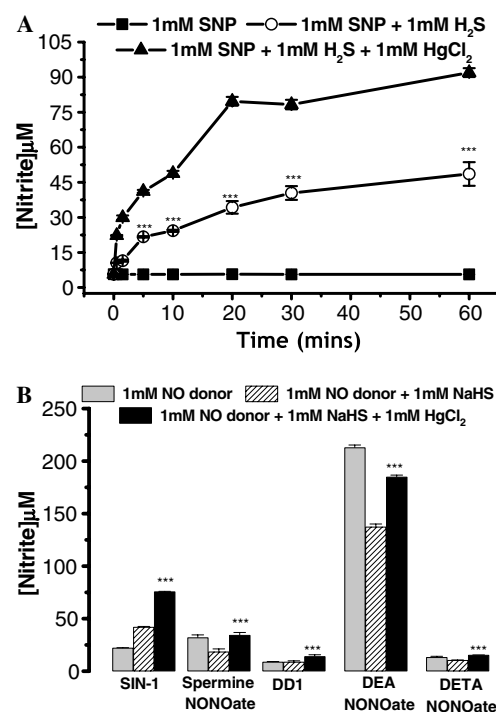 A
1mM SNP 1mM SNP + 1mM H₂S
1mM SNP + 1mM H₂S + 1mM HgCl₂
[Nitrite]μM
105
90
75
60
45
30
15
0
*** *** *** *** ***
0 10 20 30 40 50 60
Time (mins)
B
1mM NO donor 1mM NO donor + 1mM NaHS
1mM NO donor + 1mM NaHS + 1mM HgCl₂
[Nitrite]μM
250
200
150
100
50
0
*** *** *** *** ***
SIN-1 Spermine NONOate DD1 DEA NONOate DETA NONOate